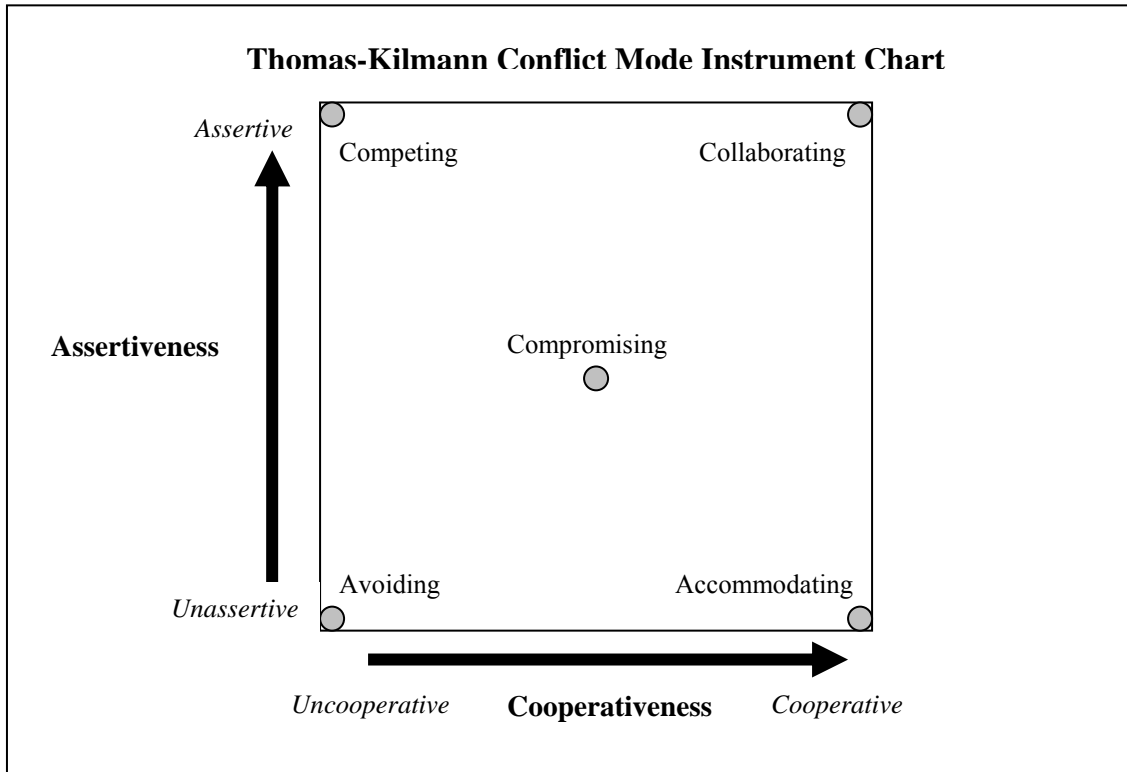 Thomas-Kilmann Conflict Mode Instrument Chart
Assertive
Competing
Collaborating
Assertiveness
Compromising
Avoiding
Accommodating
Unassertive
Uncooperative
Cooperativeness
Cooperative